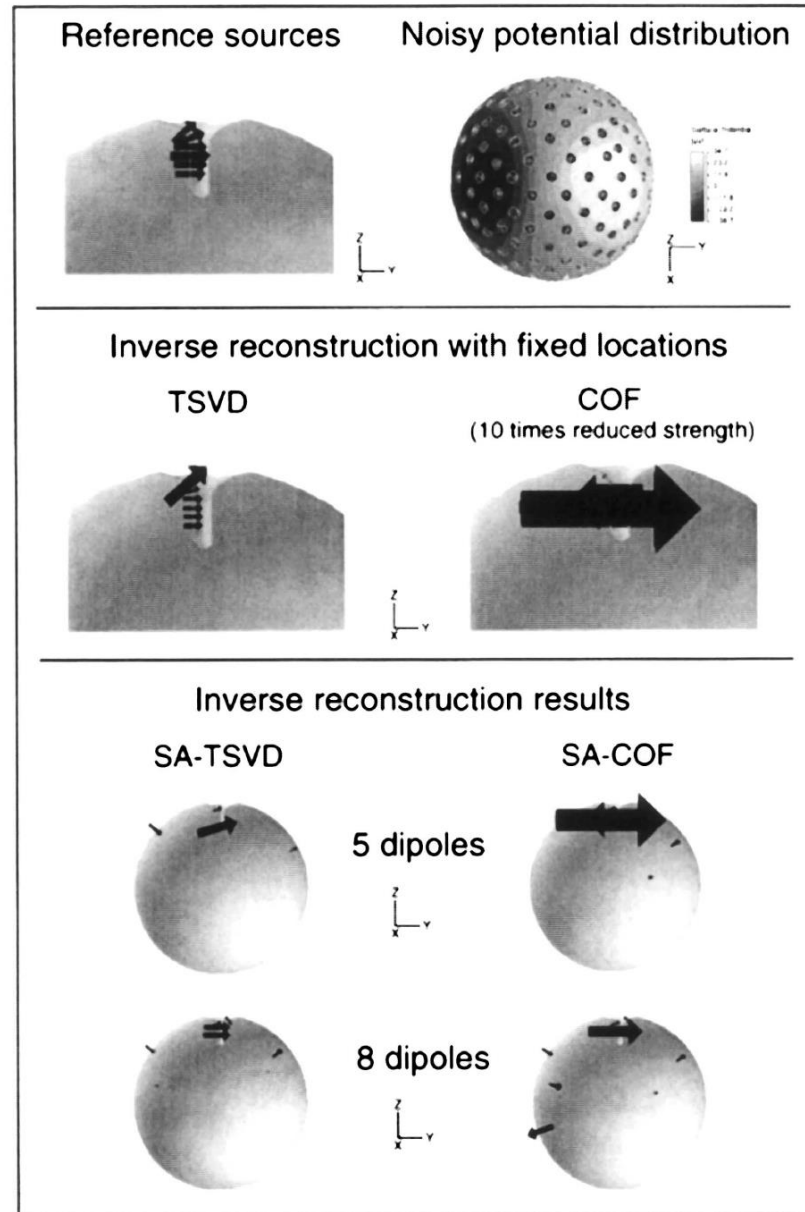 Reference sources
Noisy potential distribution
Z
Y
X
Z
Y
X
Inverse reconstruction with fixed locations
TSVD
COF
(10 times reduced strength)
Z
Y
X
Inverse reconstruction results
SA-TSVD
SA-COF
5 dipoles
Z
Y
X
8 dipoles
Z
Y
X